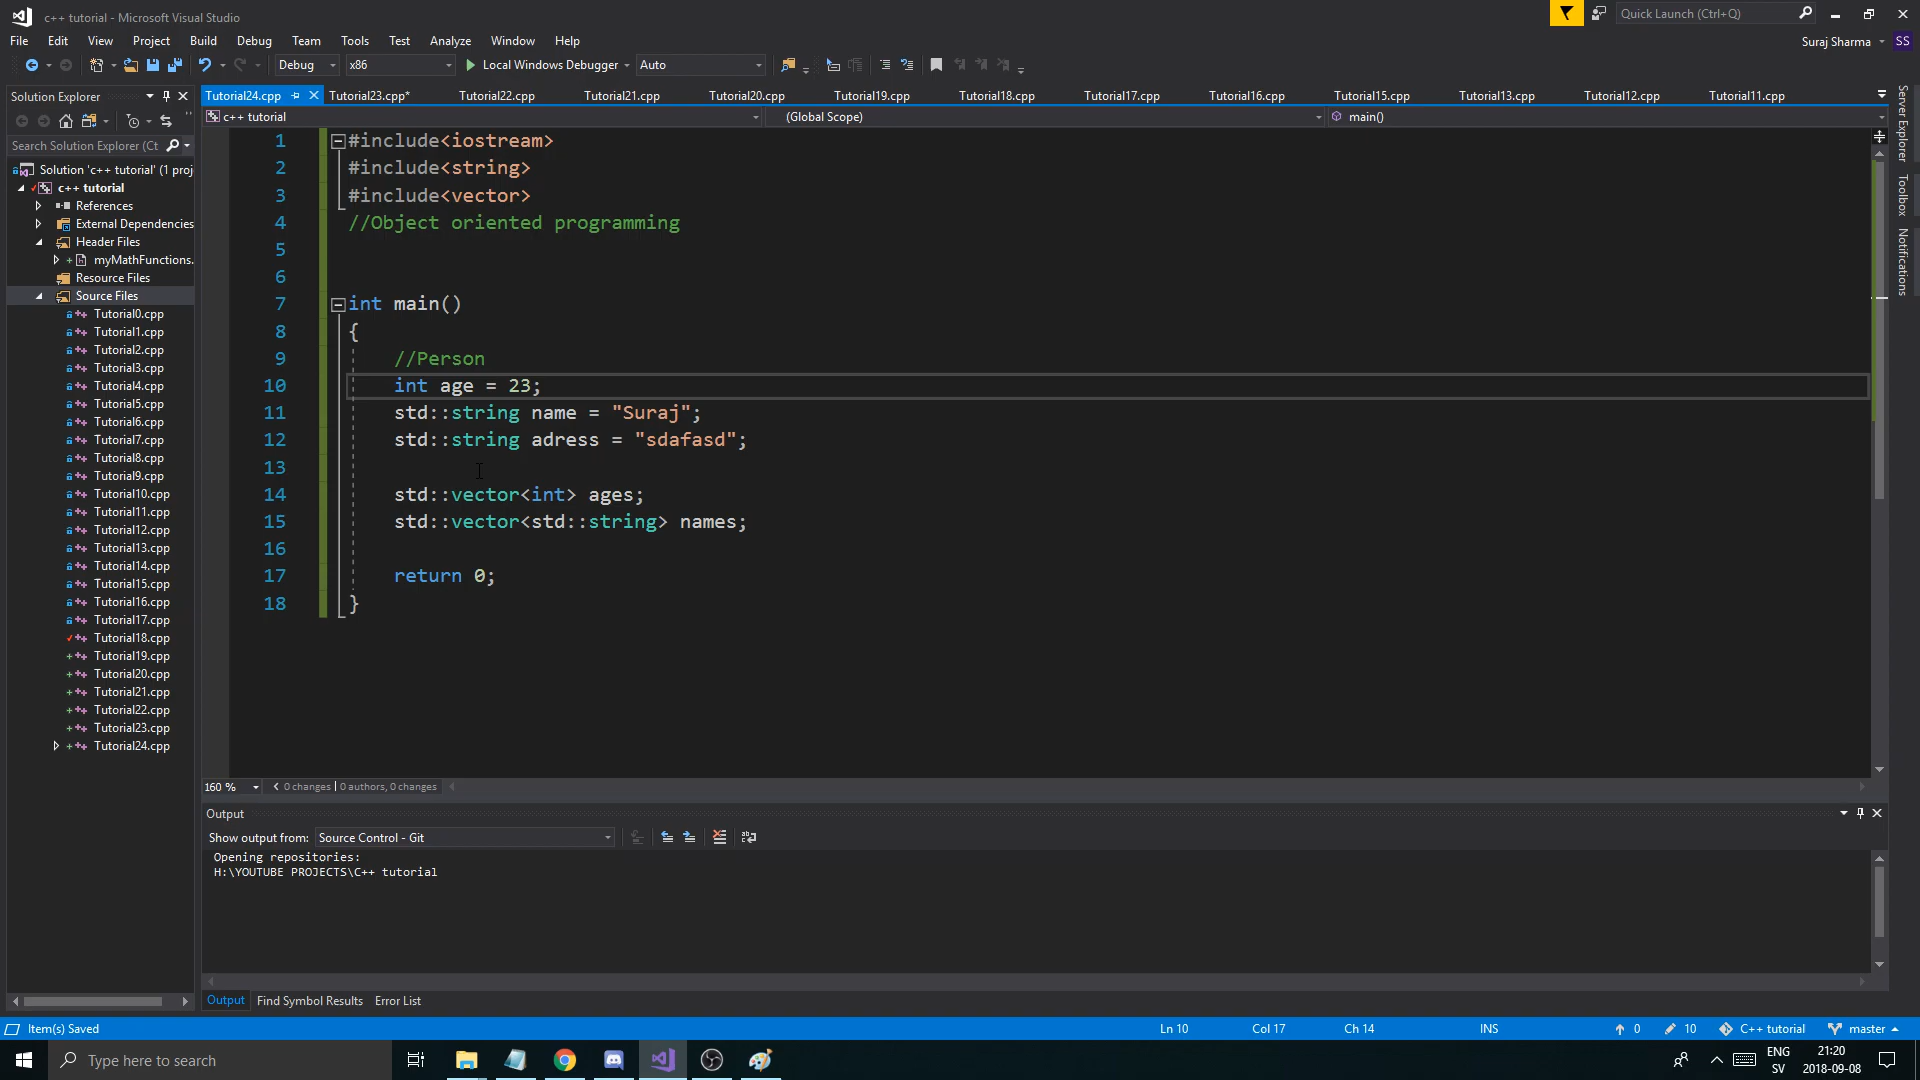 c++ tutorial - Microsoft Visual Studio
Quick Launch (Ctrl+Q)
File Edit View Project Build Debug Team Tools Test Analyze Window Help
Suraj Sharma SS
Debug x86 Local Windows Debugger Auto
Solution Explorer
Tutorial24.cpp Tutorial23.cpp* Tutorial22.cpp Tutorial21.cpp Tutorial20.cpp Tutorial19.cpp Tutorial18.cpp Tutorial17.cpp Tutorial16.cpp Tutorial15.cpp Tutorial13.cpp Tutorial12.cpp Tutorial11.cpp
c++ tutorial (Global Scope) main()
Search Solution Explorer (Ct
Solution 'c++ tutorial' (1 proj
c++ tutorial
References
External Dependencies
Header Files
myMathFunctions.
Resource Files
Source Files
Tutorial0.cpp
Tutorial1.cpp
Tutorial2.cpp
Tutorial3.cpp
Tutorial4.cpp
Tutorial5.cpp
Tutorial6.cpp
Tutorial7.cpp
Tutorial8.cpp
Tutorial9.cpp
Tutorial10.cpp
Tutorial11.cpp
Tutorial12.cpp
Tutorial13.cpp
Tutorial14.cpp
Tutorial15.cpp
Tutorial16.cpp
Tutorial17.cpp
Tutorial18.cpp
Tutorial19.cpp
Tutorial20.cpp
Tutorial21.cpp
Tutorial22.cpp
Tutorial23.cpp
Tutorial24.cpp
1 #include<iostream>
2 #include<string>
3 #include<vector>
4 //Object oriented programming
5
6
7 int main()
8 {
9 //Person
10 int age = 23;
11 std::string name = "Suraj";
12 std::string adress = "sdafasd";
13
14 std::vector<int> ages;
15 std::vector<std::string> names;
16
17 return 0;
18 }
Server Explorer
Toolbox
Notifications
160 % 0 changes | 0 authors, 0 changes
Output
Show output from: Source Control - Git
Opening repositories:
H:\YOUTUBE PROJECTS\C++ tutorial
Output Find Symbol Results Error List
Item(s) Saved Ln 10 Col 17 Ch 14 INS 0 10 C++ tutorial master
Type here to search
ENG 21:20
SV 2018-09-08